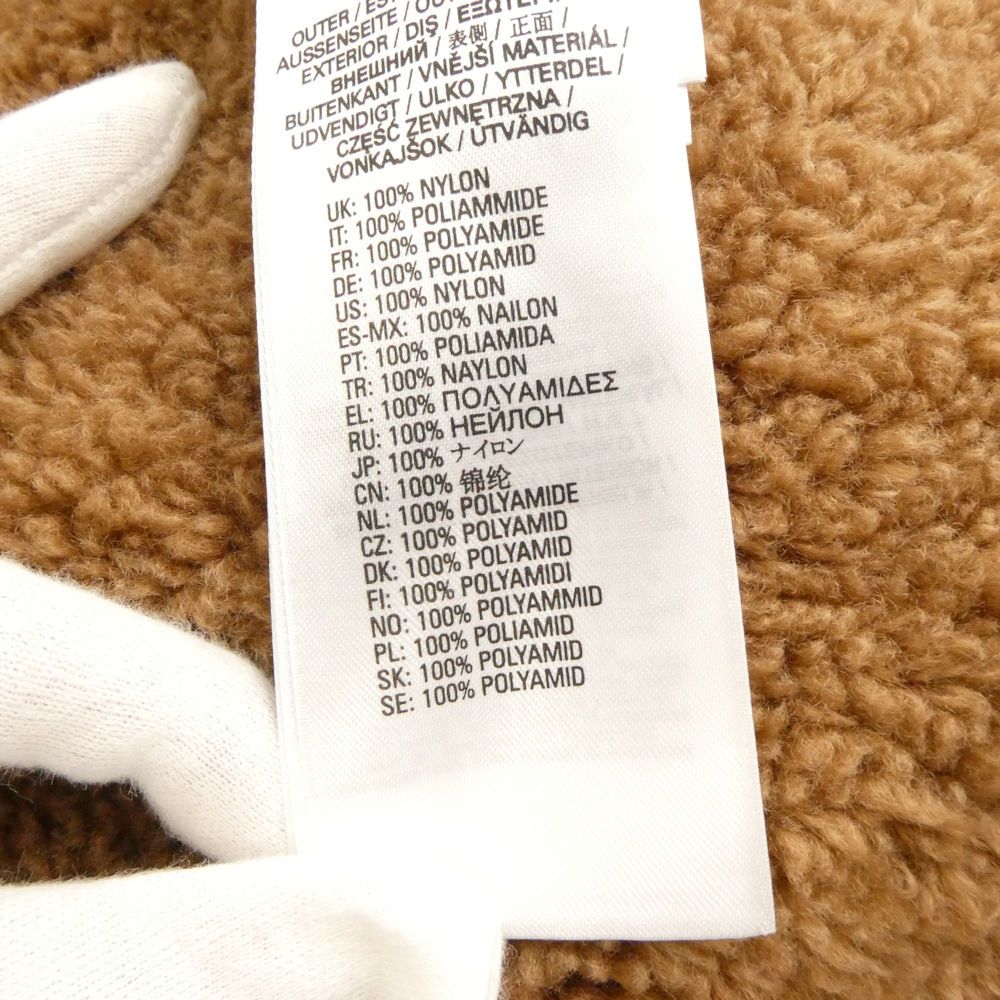 OUTER / ES
AUSSENSEITE / OU
EXTERIOR / DIŞ / ΕΞΩΤΕΡ
ВНЕШНИЙ / 表側 / 正面 /
BUITENKANT / VNĚJŠÍ MATERIÁL /
UDVENDIGT / ULKO / YTTERDEL /
CZĘŚĆ ZEWNĘTRZNA /
VONKAJŠOK / UTVÄNDIG
UK: 100% NYLON
IT: 100% POLIAMMIDE
FR: 100% POLYAMIDE
DE: 100% POLYAMID
US: 100% NYLON
ES-MX: 100% NAILON
PT: 100% POLIAMIDA
TR: 100% NAYLON
EL: 100% ΠΟΛΥΑΜΙΔΕΣ
RU: 100% НЕЙЛОН
JP: 100% ナイロン
CN: 100% 锦纶
NL: 100% POLYAMIDE
CZ: 100% POLYAMID
DK: 100% POLYAMID
FI: 100% POLYAMIDI
NO: 100% POLYAMMID
PL: 100% POLIAMID
SK: 100% POLYAMID
SE: 100% POLYAMID